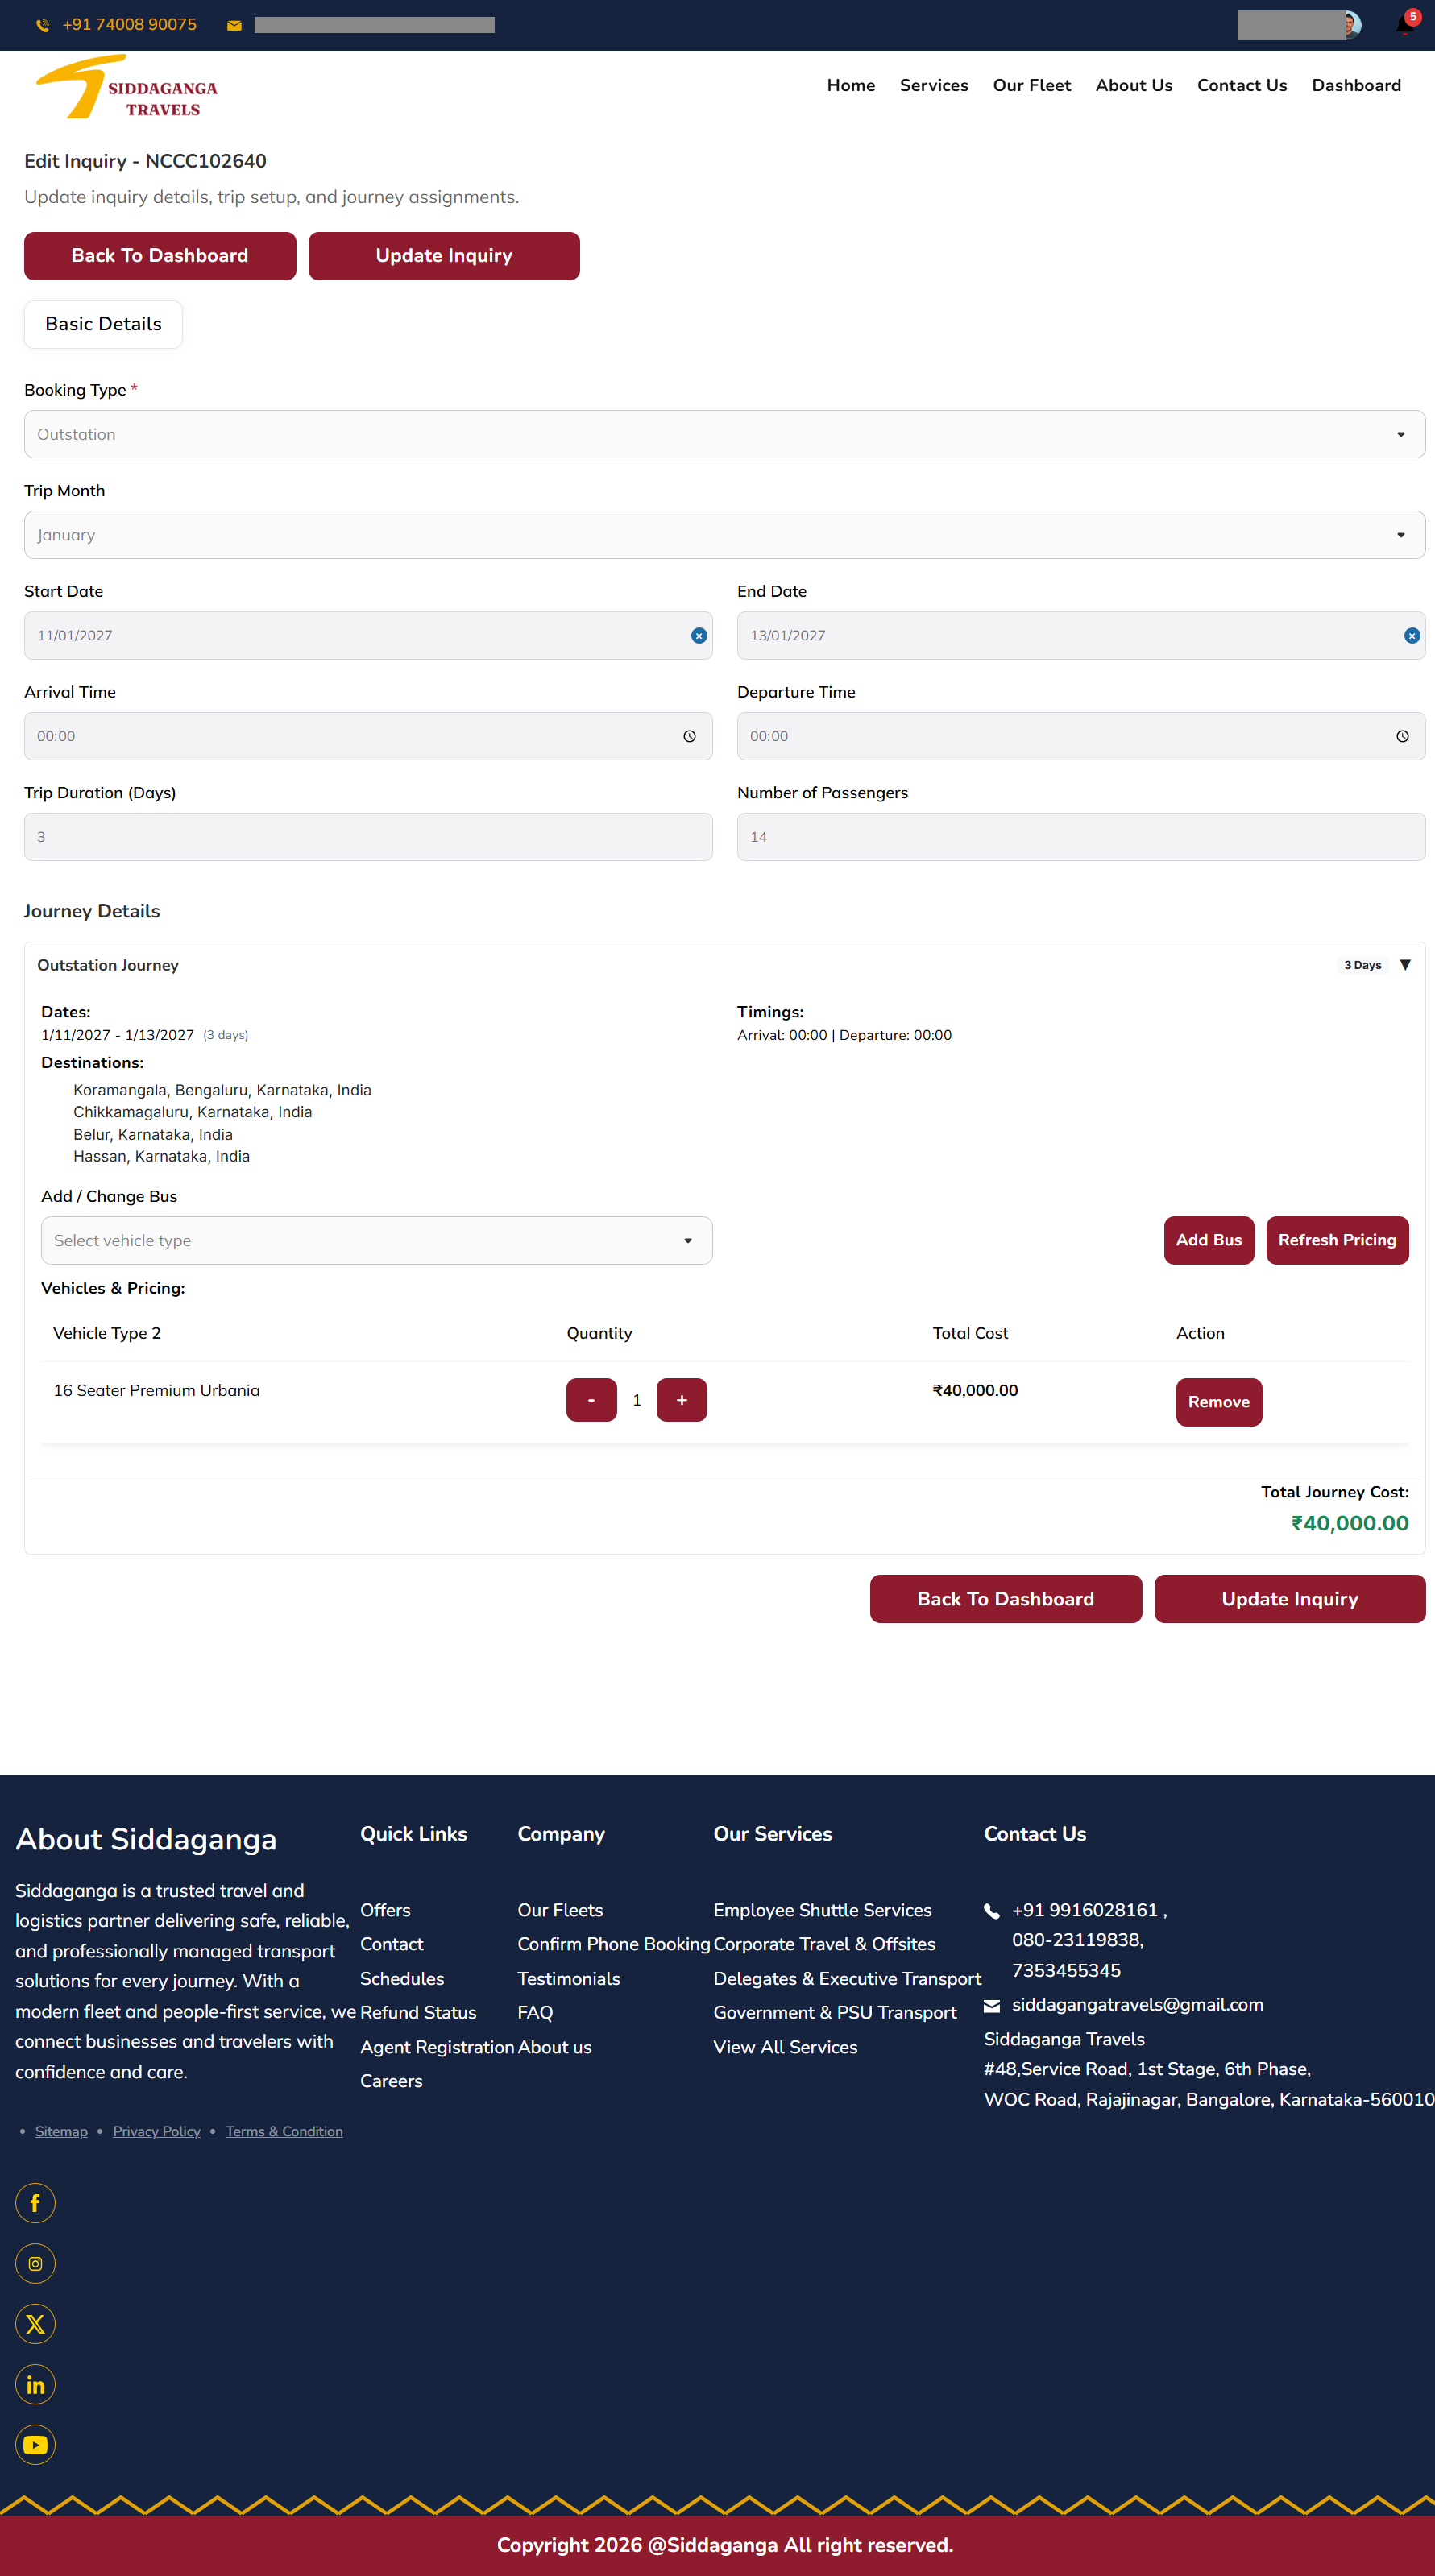 +91 74008 90075
5
SIDDAGANGA
TRAVELS
Home Services Our Fleet About Us Contact Us Dashboard
Edit Inquiry - NCCC102640
Update inquiry details, trip setup, and journey assignments.
Back To Dashboard Update Inquiry
Basic Details
Booking Type *
Outstation
Trip Month
January
Start Date End Date
11/01/2027 13/01/2027
Arrival Time Departure Time
00:00 00:00
Trip Duration (Days) Number of Passengers
3 14
Journey Details
Outstation Journey 3 Days ▼
Dates: Timings:
1/11/2027 - 1/13/2027 (3 days) Arrival: 00:00 | Departure: 00:00
Destinations:
Koramangala, Bengaluru, Karnataka, India
Chikkamagaluru, Karnataka, India
Belur, Karnataka, India
Hassan, Karnataka, India
Add / Change Bus
Select vehicle type Add Bus Refresh Pricing
Vehicles & Pricing:
Vehicle Type 2 Quantity Total Cost Action
16 Seater Premium Urbania - 1 + ₹40,000.00 Remove
Total Journey Cost:
₹40,000.00
Back To Dashboard Update Inquiry
About Siddaganga
Siddaganga is a trusted travel and
logistics partner delivering safe, reliable,
and professionally managed transport
solutions for every journey. With a
modern fleet and people-first service, we
connect businesses and travelers with
confidence and care.
• Sitemap • Privacy Policy • Terms & Condition
Quick Links
Offers
Contact
Schedules
Refund Status
Agent Registration
Careers
Company
Our Fleets
Confirm Phone Booking
Testimonials
FAQ
About us
Our Services
Employee Shuttle Services
Corporate Travel & Offsites
Delegates & Executive Transport
Government & PSU Transport
View All Services
Contact Us
+91 9916028161 ,
080-23119838,
7353455345
siddagangatravels@gmail.com
Siddaganga Travels
#48,Service Road, 1st Stage, 6th Phase,
WOC Road, Rajajinagar, Bangalore, Karnataka-560010
Copyright 2026 @Siddaganga All right reserved.